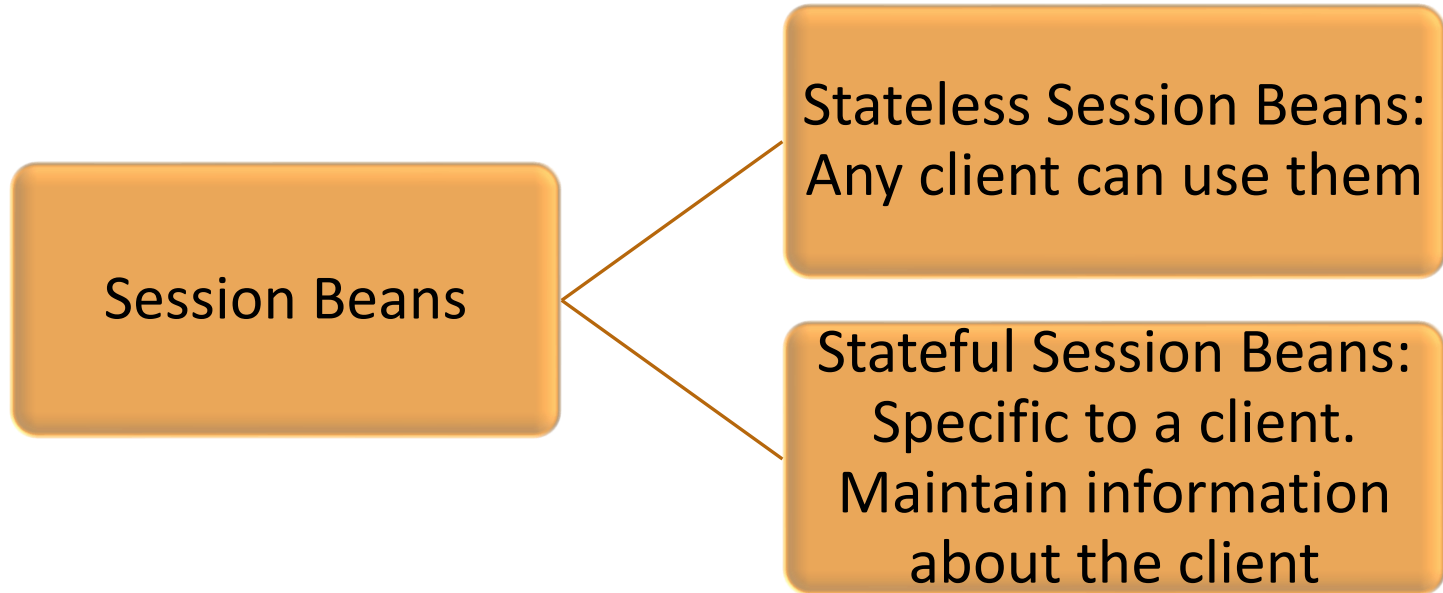 Session Beans
Stateless Session Beans:
Any client can use them
Stateful Session Beans:
Specific to a client.
Maintain information
about the client